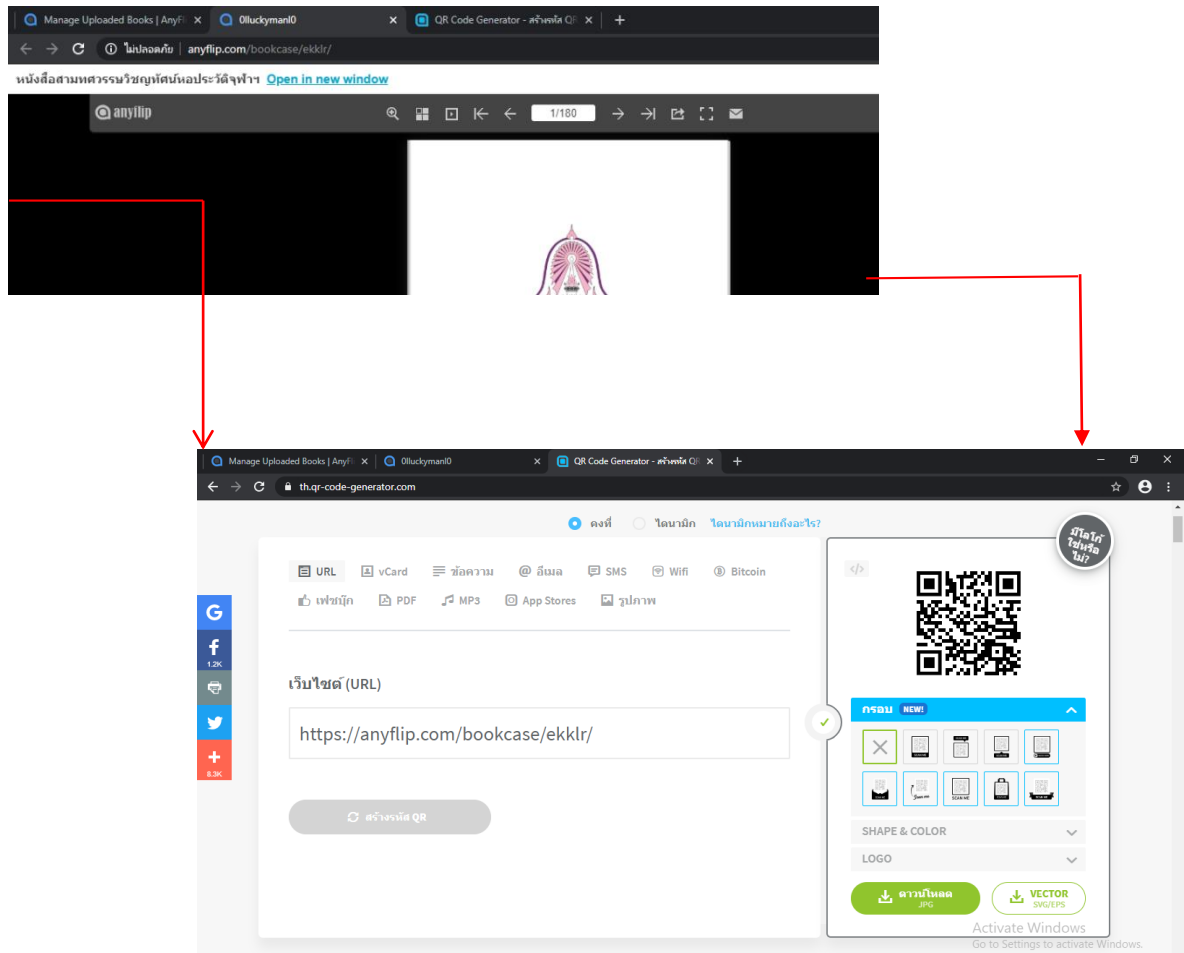 Manage Uploaded Books | AnyFl
0lluckymanl0
QR Code Generator - สร้างรหัส QR
ไม่ปลอดภัย | anyflip.com/bookcase/ekklr/
หนังสือสามทศวรรษวิชญทัศน์หอประวัติจุฬาฯ Open in new window
anyflip
1/180
Manage Uploaded Books | AnyFl
0lluckymanl0
QR Code Generator - สร้างรหัส QR
th.qr-code-generator.com
คงที่ ไดนามิก ไดนามิกหมายถึงอะไร?
มีโลโก้
ใช่หรือ
ไม่?
URL vCard ข้อความ อีเมล SMS Wifi Bitcoin
เฟซบุ๊ก PDF MP3 App Stores รูปภาพ
1.2K
8.3K
เว็บไซต์ (URL)
https://anyflip.com/bookcase/ekklr/
สร้างรหัส QR
</>
กรอบ NEW!
SCAN ME
SHAPE & COLOR
LOGO
ดาวน์โหลด
JPG
VECTOR
SVG/EPS
Activate Windows
Go to Settings to activate Windows.